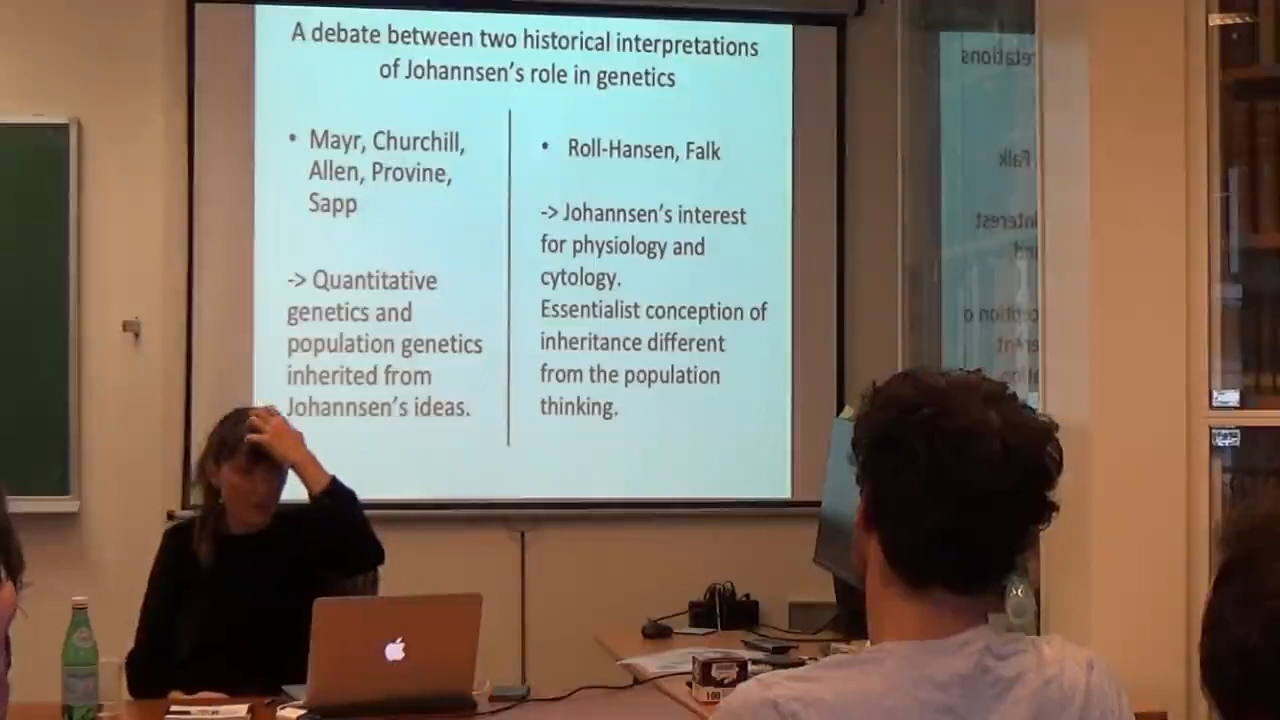 A debate between two historical interpretations
of Johannsen's role in genetics
• Mayr, Churchill,
Allen, Provine,
Sapp
-> Quantitative
genetics and
population genetics
inherited from
Johannsen's ideas.
• Roll-Hansen, Falk
-> Johannsen's interest
for physiology and
cytology.
Essentialist conception of
inheritance different
from the population
thinking.
100